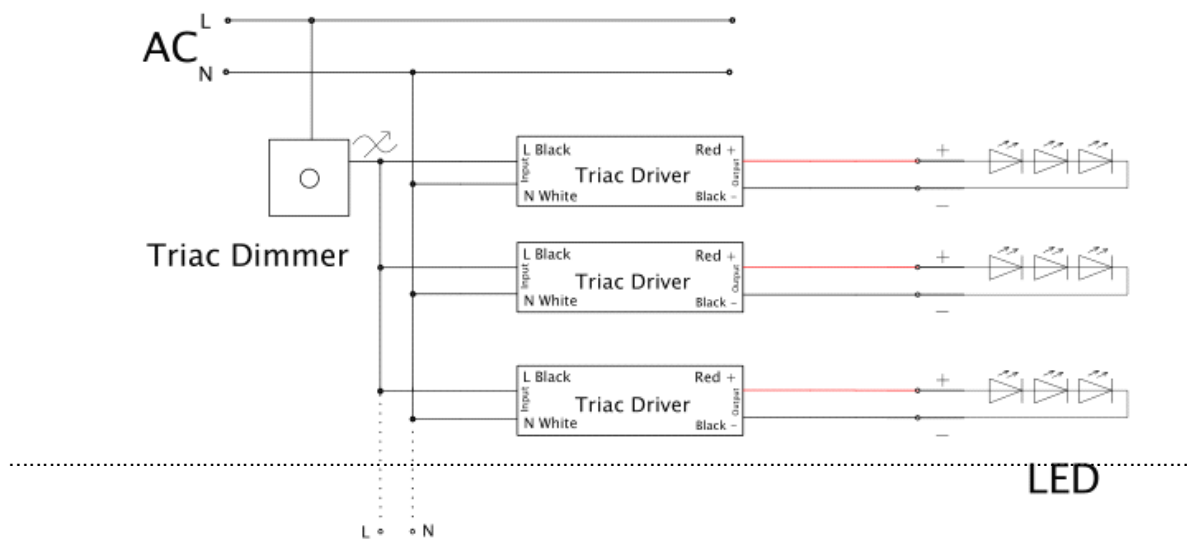 L
AC
N
L Black
Red +
Input
Triac Driver
Output
N White
Black -
Triac Dimmer
L Black
Red +
Input
Triac Driver
Output
N White
Black -
L Black
Red +
Input
Triac Driver
Output
N White
Black -
LED
L
N